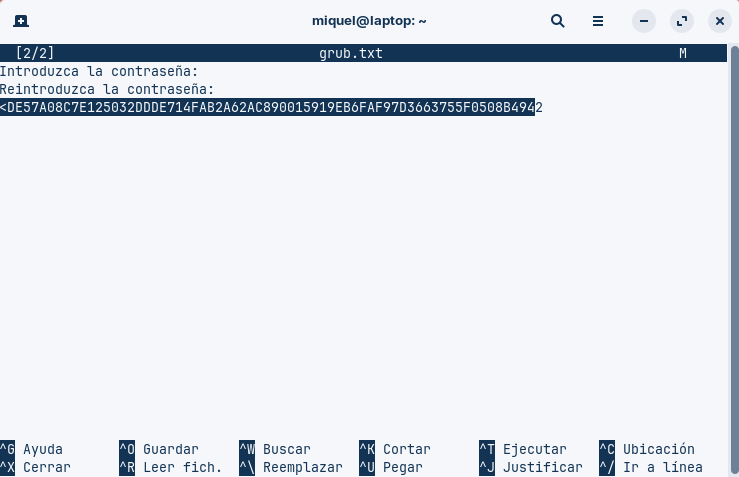 miquel@laptop: ~
[2/2] grub.txt M
Introduzca la contraseña:
Reintroduzca la contraseña:
<DE57A08C7E125032DDDE714FAB2A62AC890015919EB6FAF97D3663755F0508B4942
^G Ayuda ^O Guardar ^W Buscar ^K Cortar ^T Ejecutar ^C Ubicación
^X Cerrar ^R Leer fich. ^\ Reemplazar ^U Pegar ^J Justificar ^/ Ir a línea